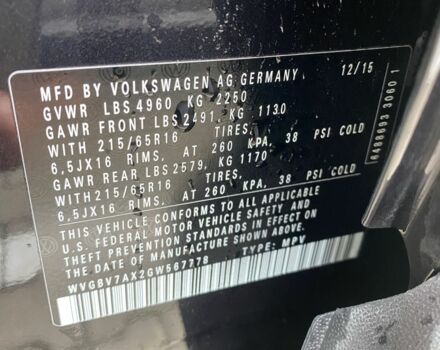 MFD BY VOLKSWAGEN AG GERMANY 12/15
GVWR LBS 4960 KG 2250
GAWR FRONT LBS 2491, KG 1130
WITH 215/65R16 TIRES,
6,5JX16 RIMS, AT 260 KPA, 38 PSI COLD
GAWR REAR LBS 2579, KG 1170
WITH 215/65R16 TIRES,
6,5JX16 RIMS, AT 260 KPA, 38 PSI COLD
THIS VEHICLE CONFORMS TO ALL APPLICABLE
U.S. FEDERAL MOTOR VEHICLE SAFETY AND
THEFT PREVENTION STANDARDS IN EFFECT ON
THE DATE OF MANUFACTURE SHOWN ABOVE.
WVGBV7AX2GW567778 TYPE: MPV
6488693 3060 1